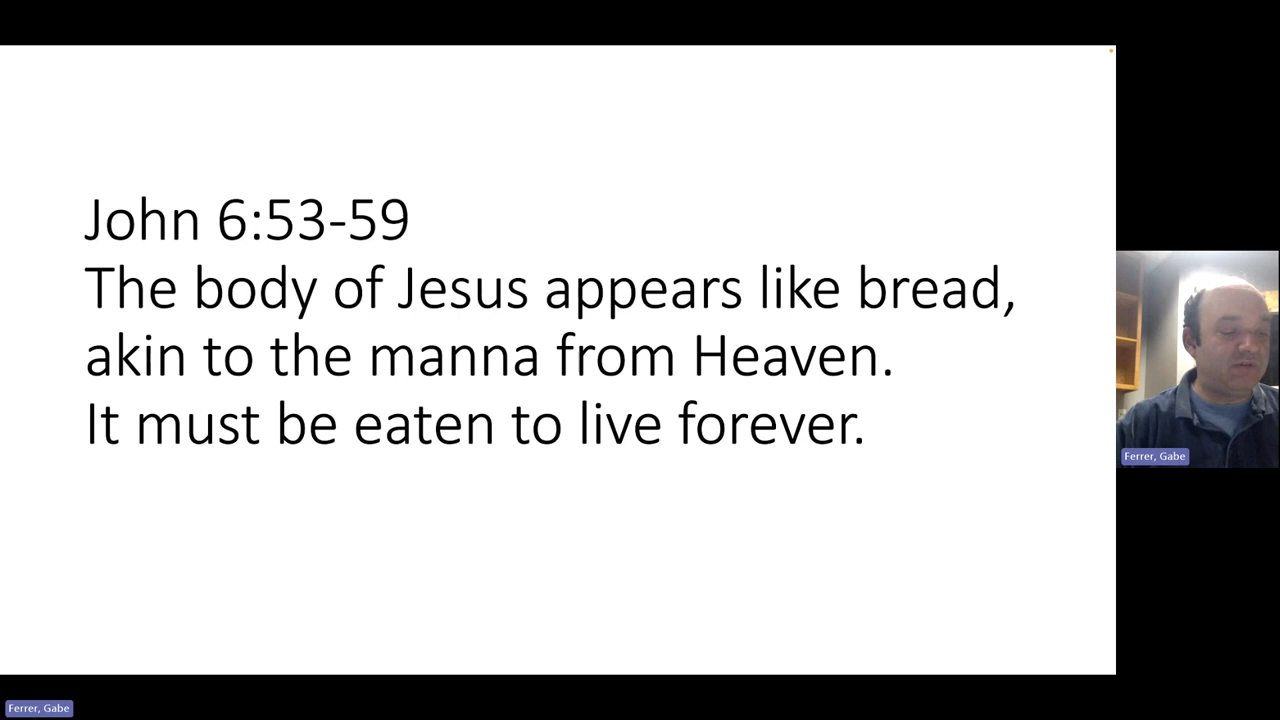 John 6:53-59
The body of Jesus appears like bread,
akin to the manna from Heaven.
It must be eaten to live forever.
Ferrer, Gabe
Ferrer, Gabe